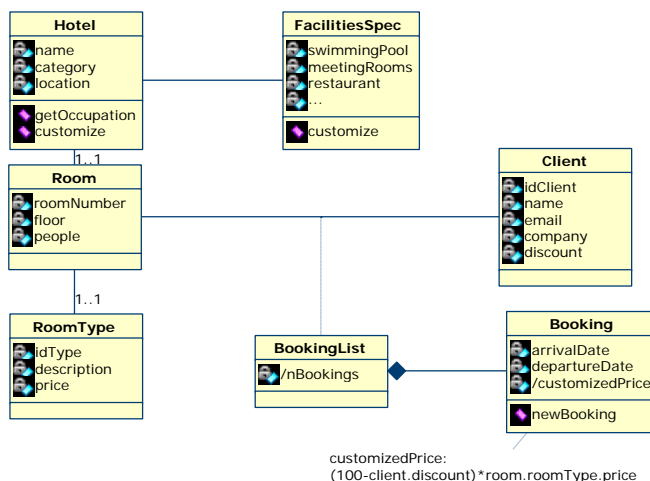 Hotel
name
category
location
getOccupation
customize
FacilitiesSpec
swimmingPool
meetingRooms
restaurant
...
customize
1..1
Room
roomNumber
floor
people
Client
idClient
name
email
company
discount
1..1
RoomType
idType
description
price
BookingList
/nBookings
Booking
arrivalDate
departureDate
/customizedPrice
newBooking
customizedPrice:
(100-client.discount)*room.roomType.price